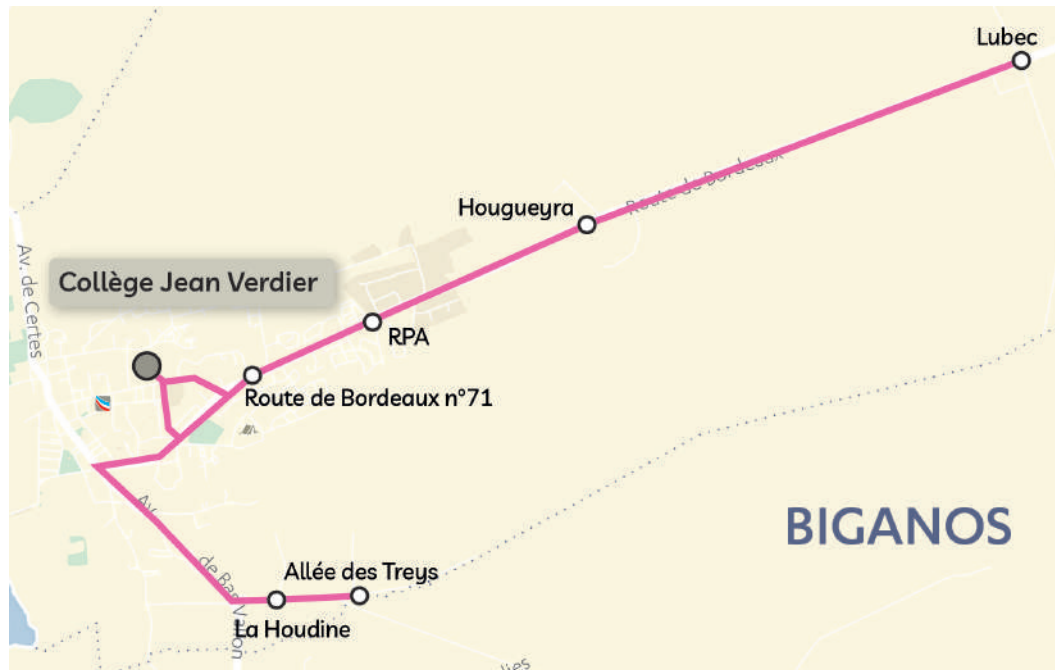 Lubec
Route de Bordeaux
Hougueyra
Av. de Certes
Collège Jean Verdier
RPA
Route de Bordeaux n°71
BIGANOS
Av.
Allée des Treys
La Houdine